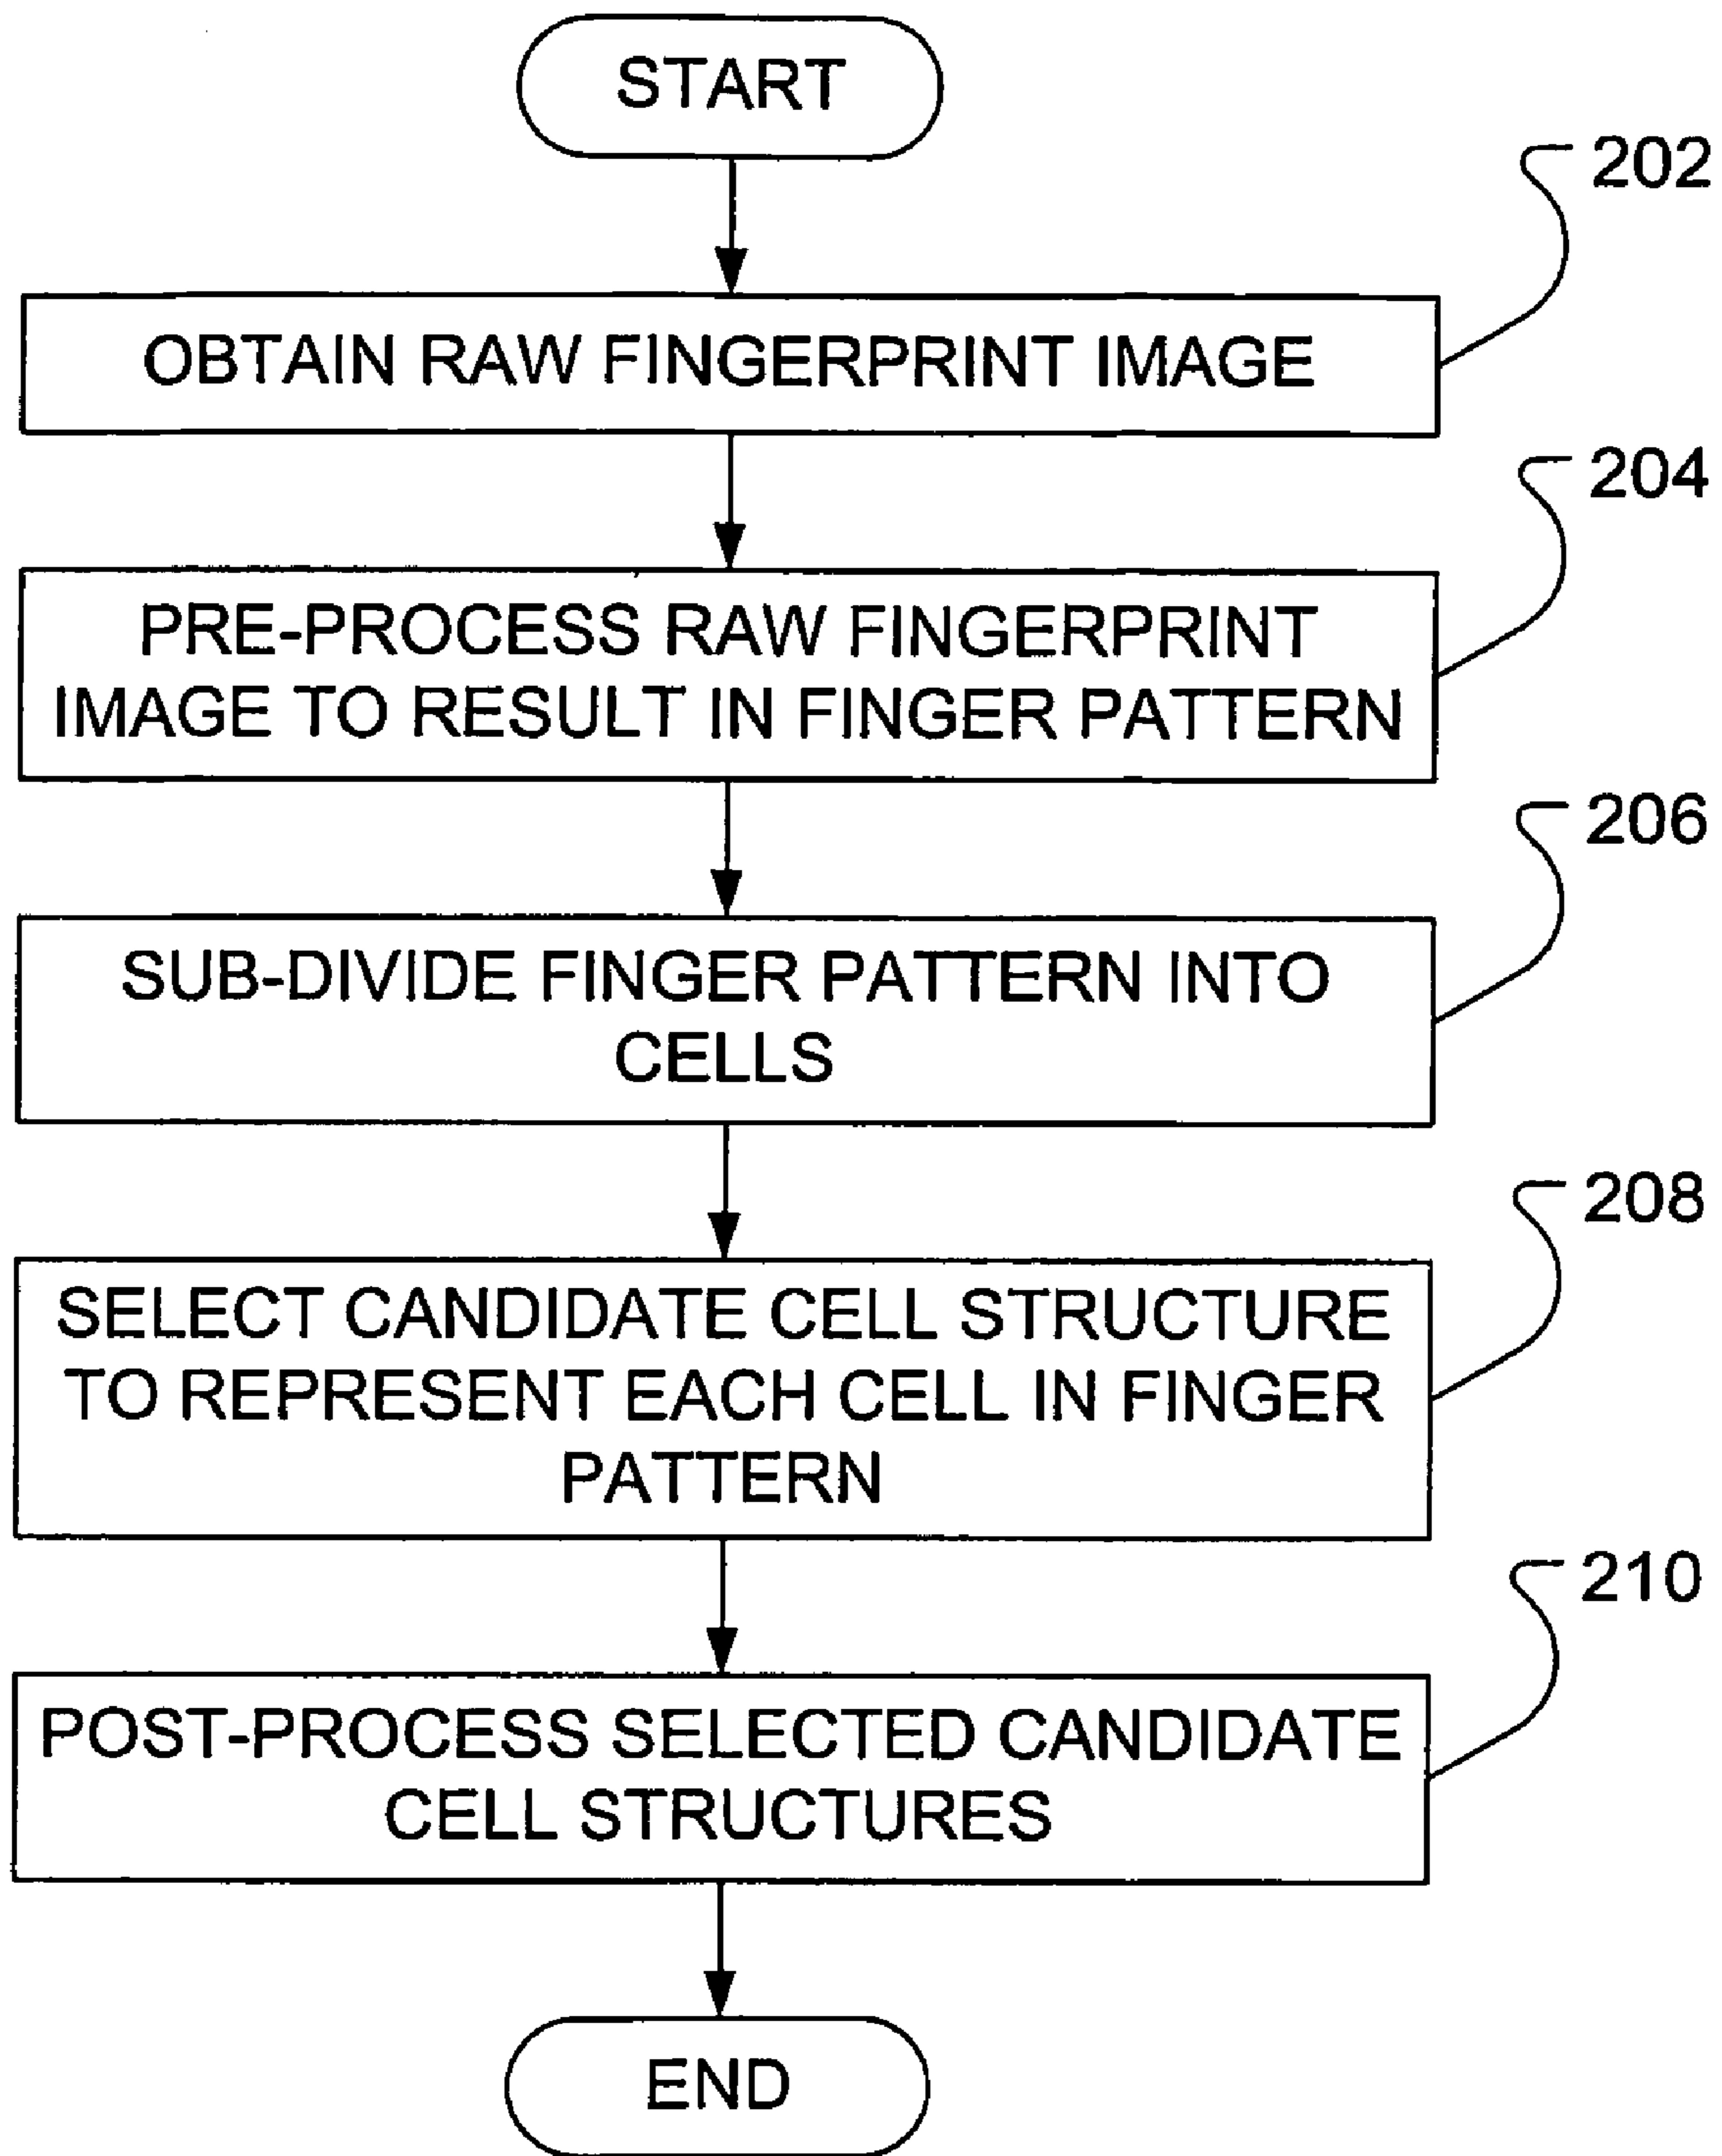 START
202
OBTAIN RAW FINGERPRINT IMAGE
204
PRE-PROCESS RAW FINGERPRINT
IMAGE TO RESULT IN FINGER PATTERN
206
SUB-DIVIDE FINGER PATTERN INTO
CELLS
208
SELECT CANDIDATE CELL STRUCTURE
TO REPRESENT EACH CELL IN FINGER
PATTERN
210
POST-PROCESS SELECTED CANDIDATE
CELL STRUCTURES
END